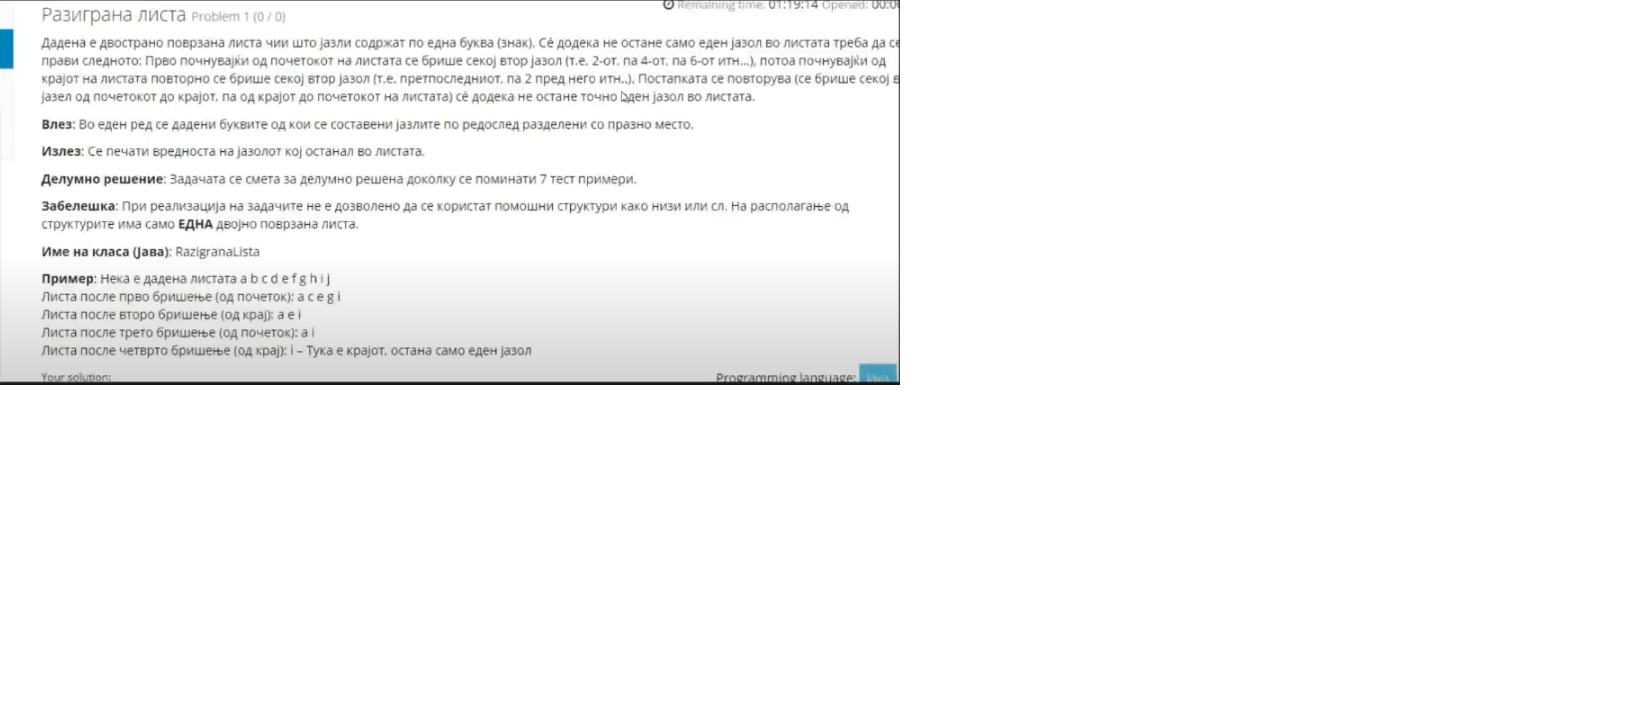 Remaining time: 01:19:14 Opened:
Разиграна листа Problem 1 (0 / 0)
Дадена е двострано поврзана листа чии што јазли содржат по една буква (знак). Сѐ додека не остане само еден јазол во листата треба да се
прави следното: Прво почнувајќи од почетокот на листата се брише секој втор јазол (т.е. 2-от, па 4-от, па 6-от итн...), потоа почнувајќи од
крајот на листата повторно се брише секој втор јазол (т.е. претпоследниот, па 2 пред него итн..), Постапката се повторува (се брише секој
јазел од почетокот до крајот, па од крајот до почетокот на листата) сѐ додека не остане точно еден јазол во листата.
Влез: Во еден ред се дадени буквите од кои се составени јазлите по редослед разделени со празно место.
Излез: Се печати вредноста на јазолот кој останал во листата.
Делумно решение: Задачата се смета за делумно решена доколку се поминати 7 тест примери.
Забелешка: При реализација на задачите не е дозволено да се користат помошни структури како низи или сл. На располагање од
структурите има само ЕДНА двојно поврзана листа.
Име на класа (Јава): RazigranaLista
Пример: Нека е дадена листата a b c d e f g h i j
Листа после прво бришење (од почеток): a c e g i
Листа после второ бришење (од крај): a e i
Листа после трето бришење (од почеток): a i
Листа после четврто бришење (од крај): i – Тука е крајот, остана само еден јазол
Your solution:
Programming language: Java